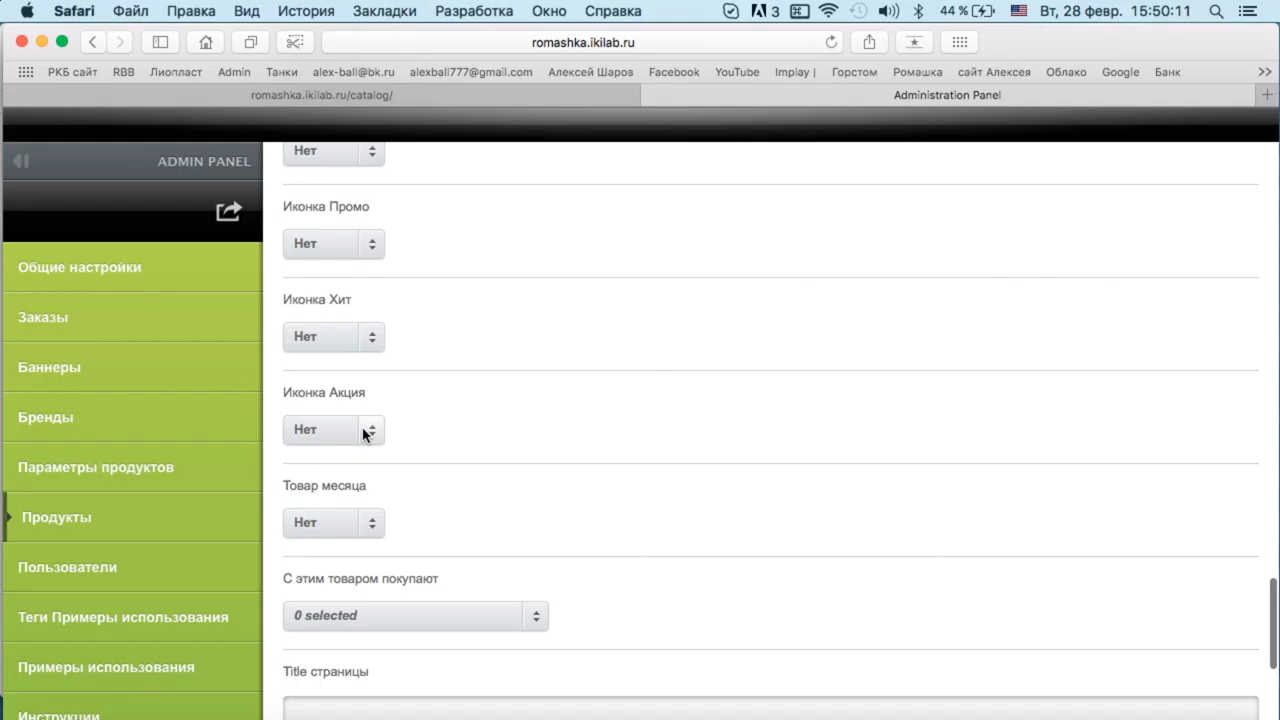 Safari Файл Правка Вид История Закладки Разработка Окно Справка 3 44 % Вт, 28 февр. 15:50:11
romashka.ikilab.ru
РКБ сайт RBB Лиопласт Admin Танки alex-ball@bk.ru alexball777@gmail.com Алексей Шаров Facebook YouTube Implay | Горстом Ромашка сайт Алексея Облако Google Банк >>
romashka.ikilab.ru/catalog/ Administration Panel
ADMIN PANEL
Общие настройки
Заказы
Баннеры
Бренды
Параметры продуктов
Продукты
Пользователи
Теги Примеры использования
Примеры использования
Инструкции
Нет
Иконка Промо
Нет
Иконка Хит
Нет
Иконка Акция
Нет
Товар месяца
Нет
С этим товаром покупают
0 selected
Title страницы